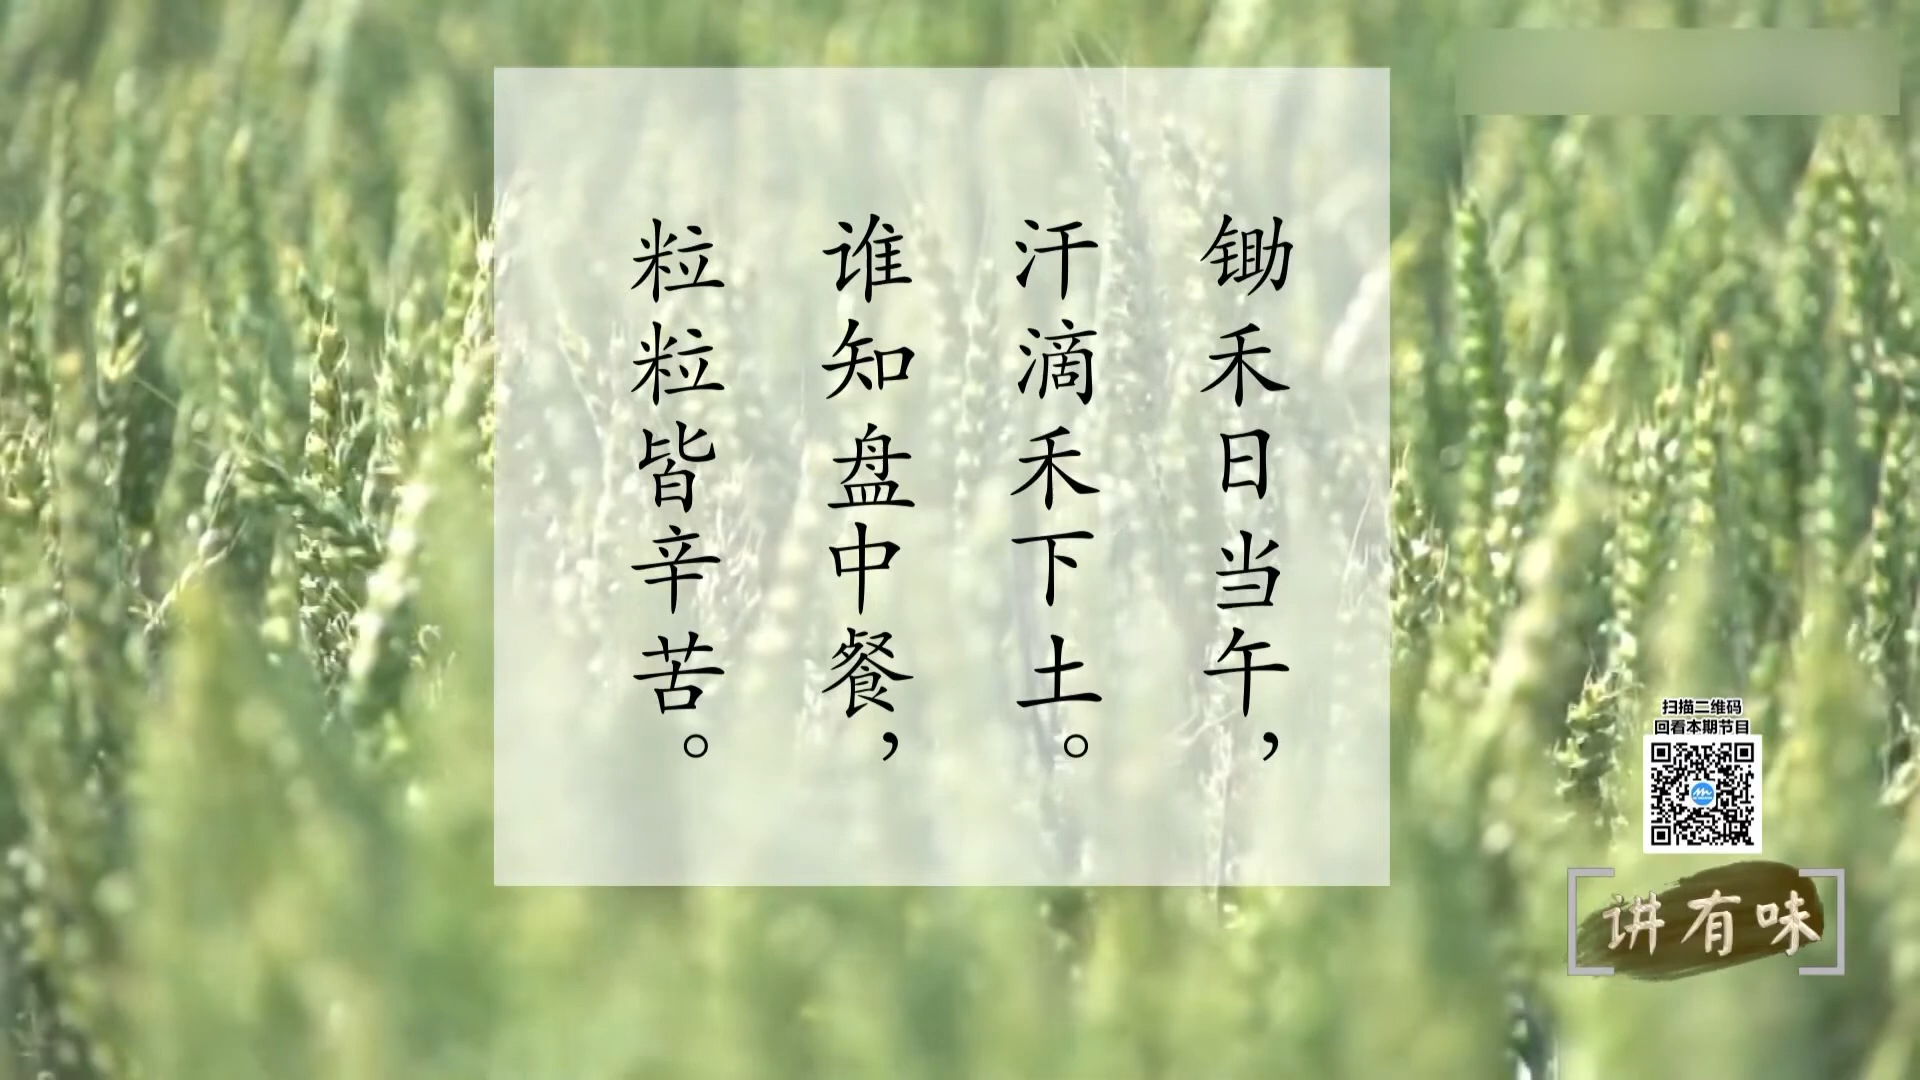 锄禾日当午，
汗滴禾下土。
谁知盘中餐，
粒粒皆辛苦。
扫描二维码
回看本期节目
讲有味